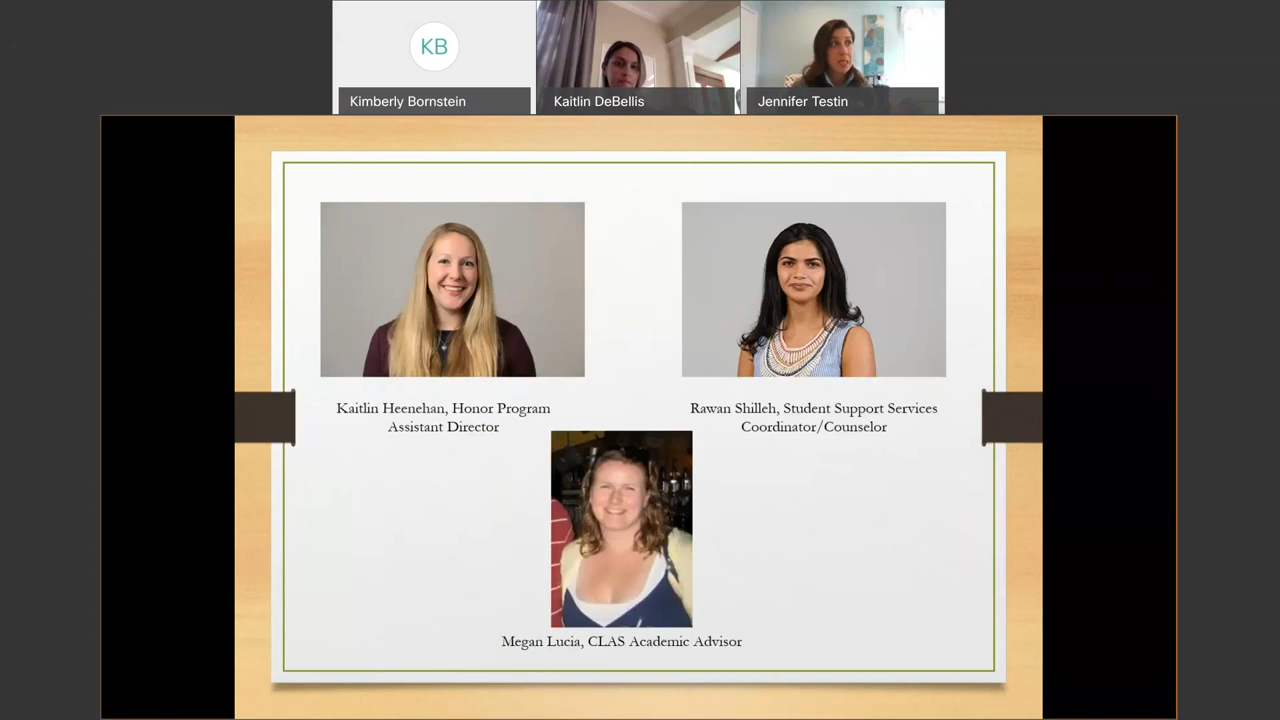 KB
Kimberly Bornstein
Kaitlin DeBellis
Jennifer Testin
Kaitlin Heenehan, Honor Program
Assistant Director
Rawan Shilleh, Student Support Services
Coordinator/Counselor
Megan Lucia, CLAS Academic Advisor